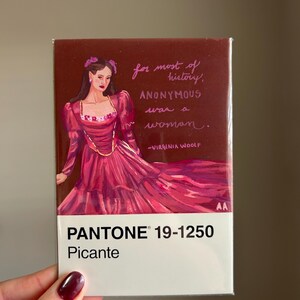 for most of
history,
ANONYMOUS
was a
woman.
-VIRGINIA WOOLF
AA
PANTONE® 19-1250
Picante